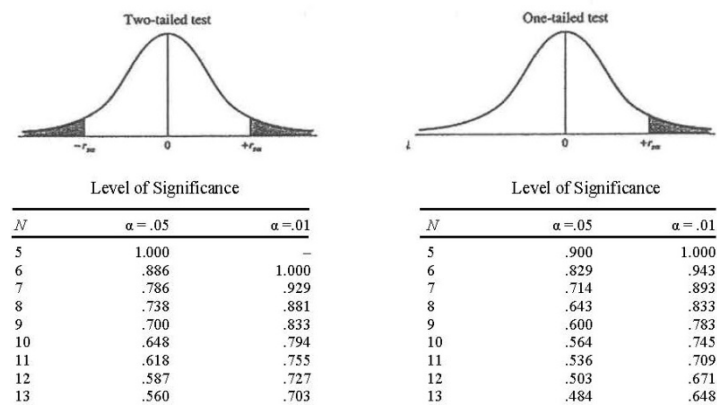 Two-tailed test
One-tailed test
0
0
Level of Significance
Level of Significance
N α = .05 α =.01
N α =.05 α = .01
5 1.000 –
5 .900 1.000
6 .886 1.000
6 .829 .943
7 .786 .929
7 .714 .893
8 .738 .881
8 .643 .833
9 .700 .833
9 .600 .783
10 .648 .794
10 .564 .745
11 .618 .755
11 .536 .709
12 .587 .727
12 .503 .671
13 .560 .703
13 .484 .648